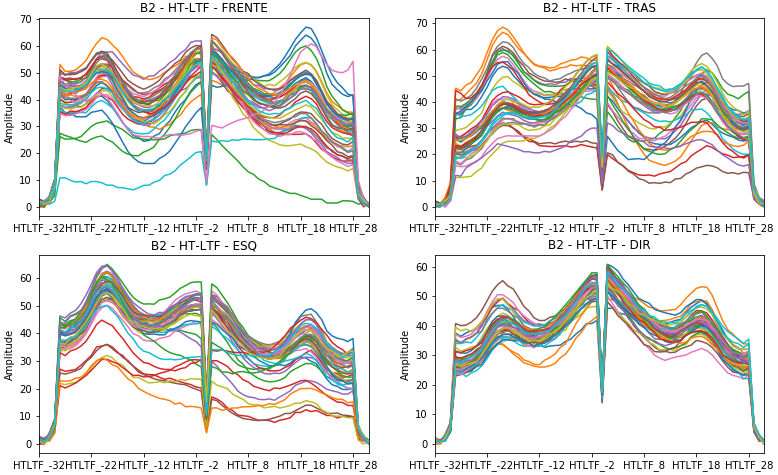 B2 - HT-LTF - FRENTE
Amplitude
70
60
50
40
30
20
10
0
HTLTF_-32 HTLTF_-22 HTLTF_-12 HTLTF_-2 HTLTF_8 HTLTF_18 HTLTF_28
B2 - HT-LTF - TRAS
Amplitude
70
60
50
40
30
20
10
0
HTLTF_-32 HTLTF_-22 HTLTF_-12 HTLTF_-2 HTLTF_8 HTLTF_18 HTLTF_28
B2 - HT-LTF - ESQ
Amplitude
60
50
40
30
20
10
0
HTLTF_-32 HTLTF_-22 HTLTF_-12 HTLTF_-2 HTLTF_8 HTLTF_18 HTLTF_28
B2 - HT-LTF - DIR
Amplitude
60
50
40
30
20
10
0
HTLTF_-32 HTLTF_-22 HTLTF_-12 HTLTF_-2 HTLTF_8 HTLTF_18 HTLTF_28